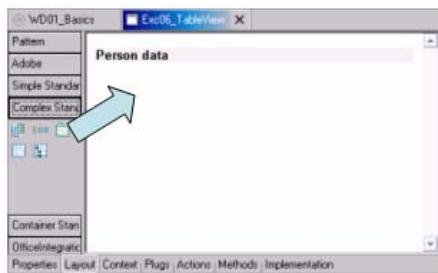 WD01_Basics
Exc06_TableView
Pattern
Adobe
Simple Standar
Complex Stand
Person data
Container Stan
OfficeIntegratic
Properties Layout Context Plugs Actions Methods Implementation